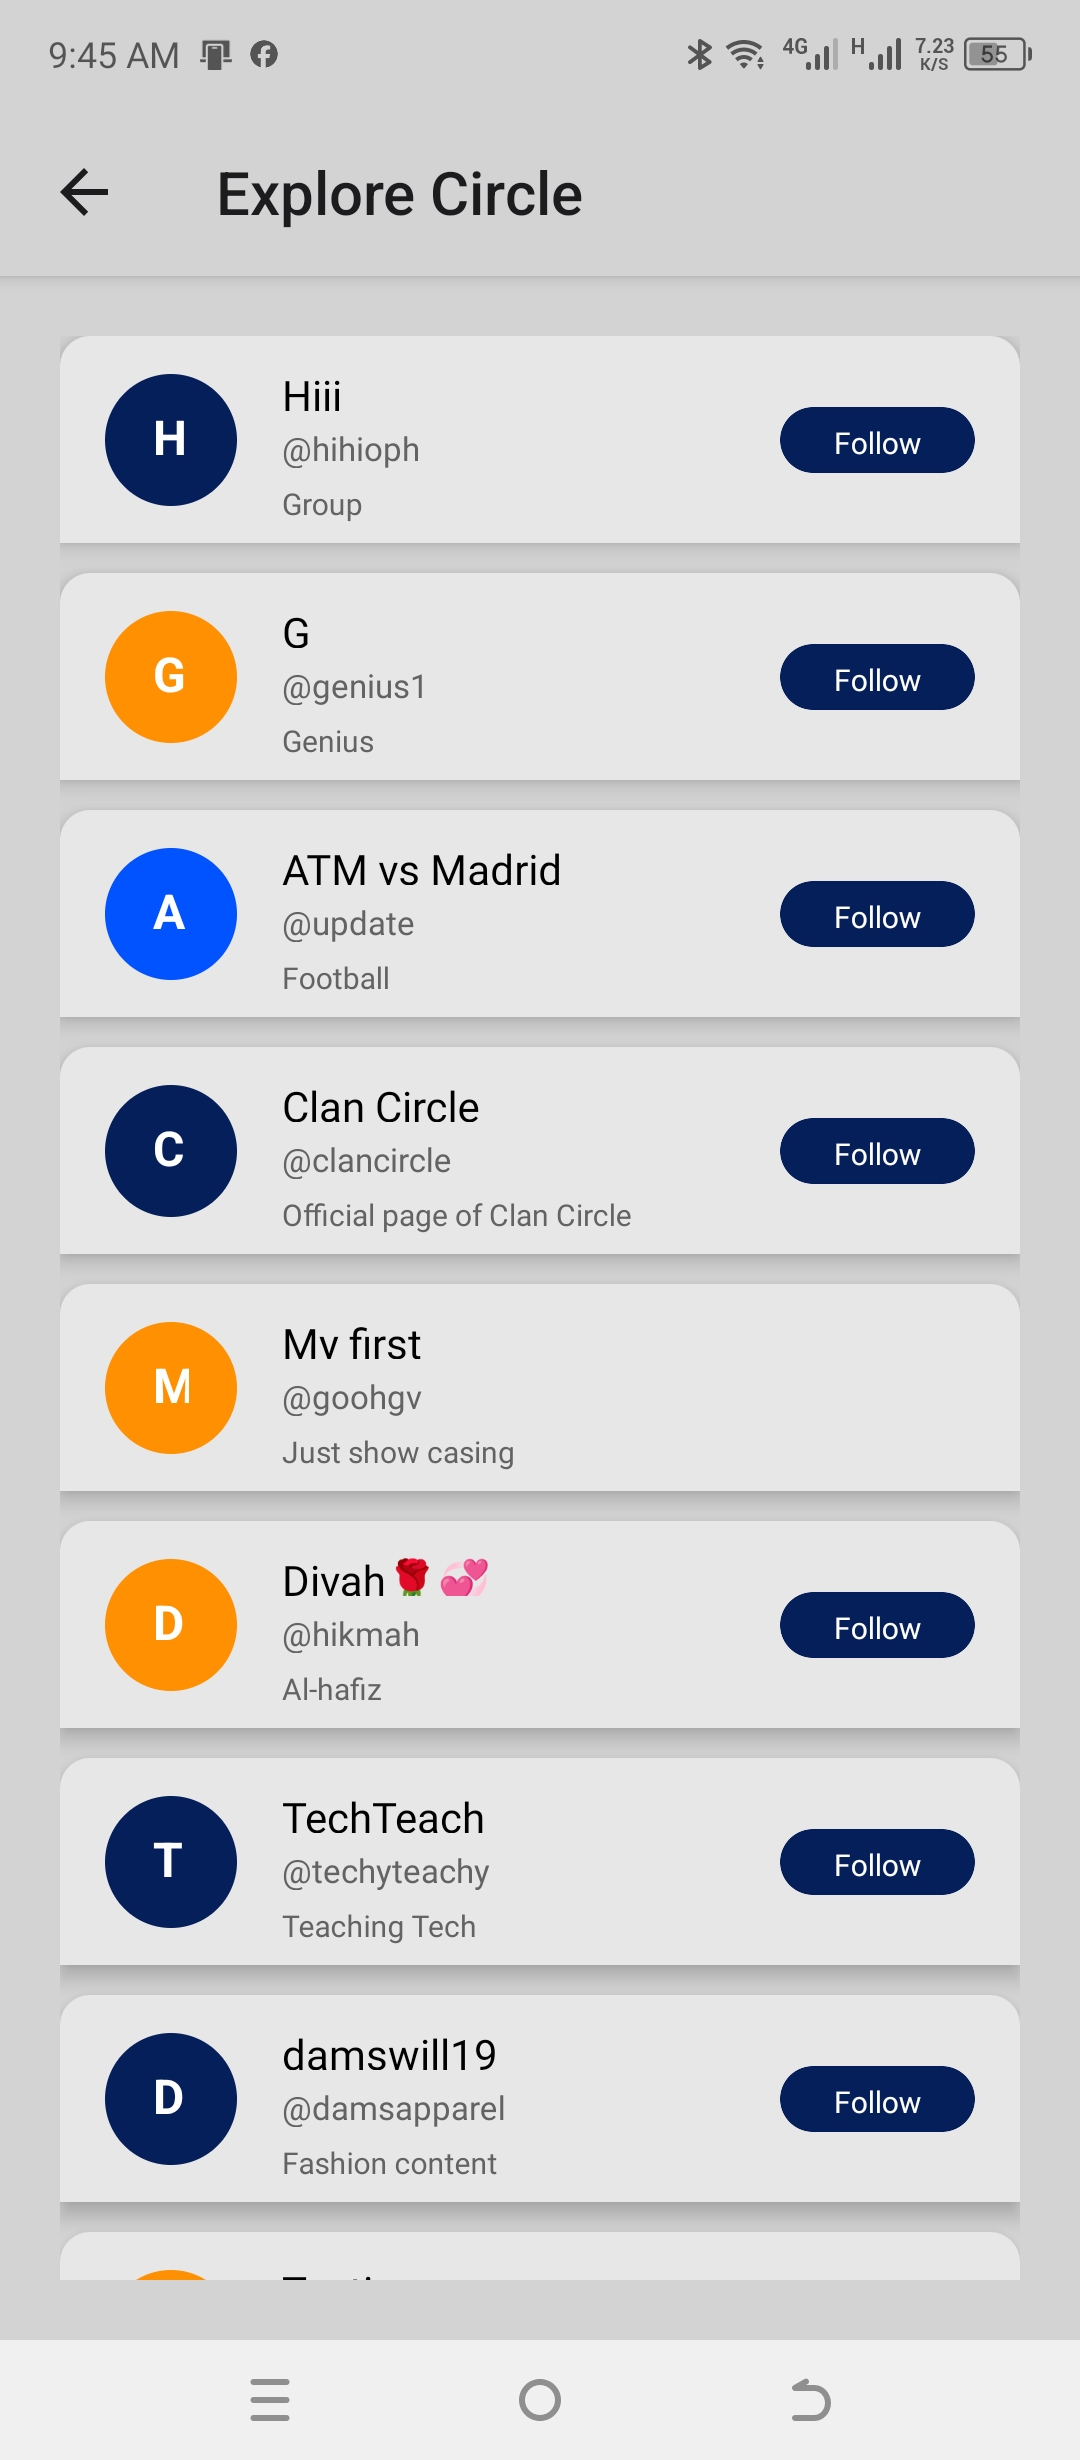 9:45 AM 4G H 7.23 K/S 55
Explore Circle
H
Hiii
@hihioph
Group
Follow
G
G
@genius1
Genius
Follow
A
ATM vs Madrid
@update
Football
Follow
C
Clan Circle
@clancircle
Official page of Clan Circle
Follow
M
Mv first
@goohgv
Just show casing
D
Divah🌹💞
@hikmah
Al-hafiz
Follow
T
TechTeach
@techyteachy
Teaching Tech
Follow
D
damswill19
@damsapparel
Fashion content
Follow